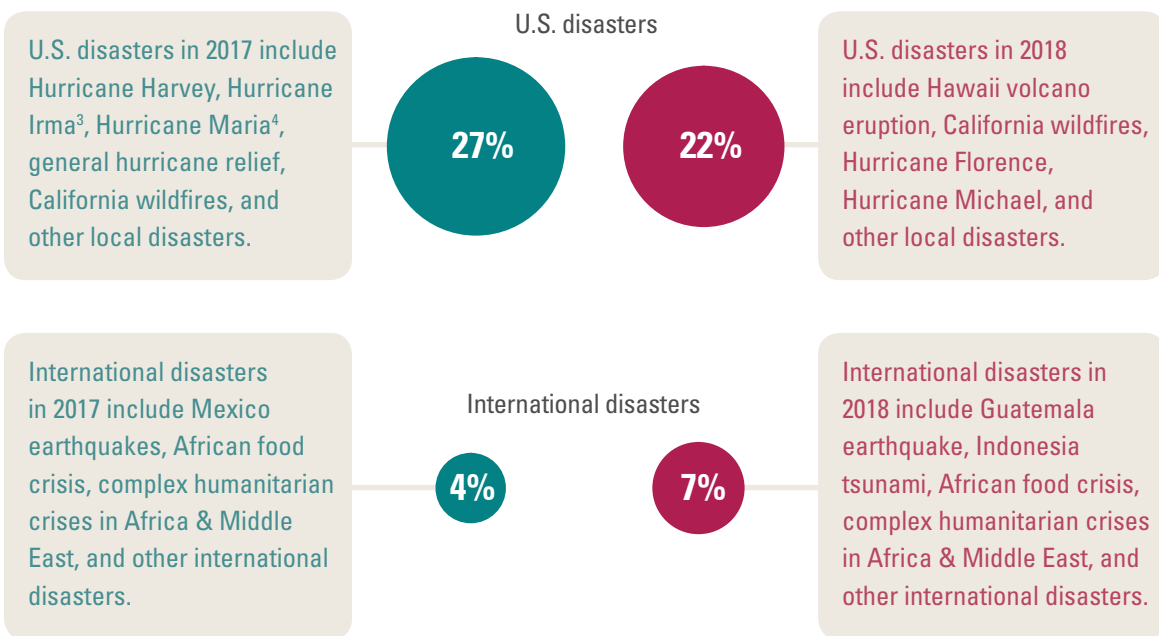 U.S. disasters
U.S. disasters in 2017 include
Hurricane Harvey, Hurricane
Irma³, Hurricane Maria⁴,
general hurricane relief,
California wildfires, and
other local disasters.
27%
22%
U.S. disasters in 2018
include Hawaii volcano
eruption, California wildfires,
Hurricane Florence,
Hurricane Michael, and
other local disasters.
International disasters
International disasters
in 2017 include Mexico
earthquakes, African food
crisis, complex humanitarian
crises in Africa & Middle
East, and other international
disasters.
4%
7%
International disasters in
2018 include Guatemala
earthquake, Indonesia
tsunami, African food crisis,
complex humanitarian crises
in Africa & Middle East, and
other international disasters.